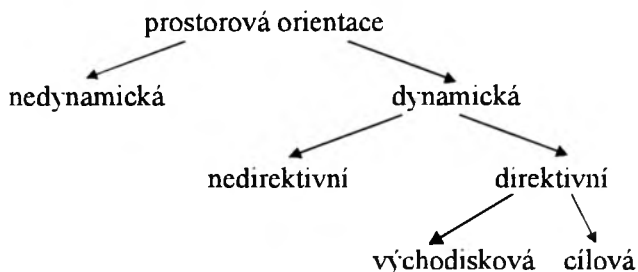 prostorová orientace
nedynamická dynamická
nedirektivní direktivní
východisková cílová